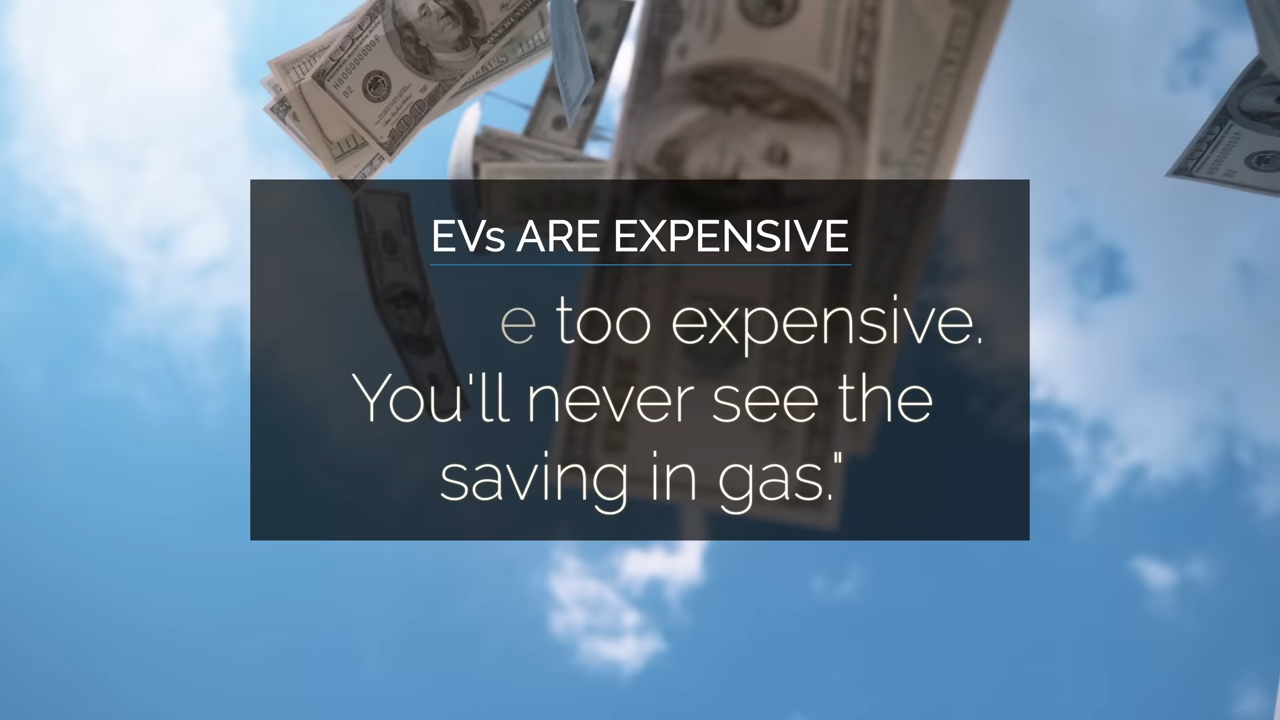 EVs ARE EXPENSIVE
e too expensive.
You'll never see the
saving in gas."